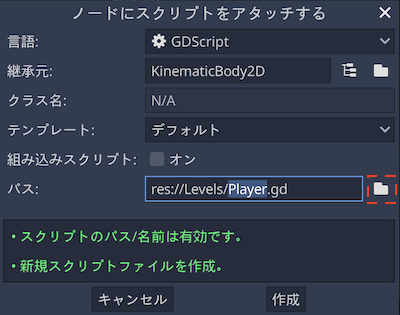 ノードにスクリプトをアタッチする
言語: GDScript
継承元: KinematicBody2D
クラス名: N/A
テンプレート: デフォルト
組み込みスクリプト: オン
パス: res://Levels/Player.gd
• スクリプトのパス/名前は有効です。
• 新規スクリプトファイルを作成。
キャンセル 作成